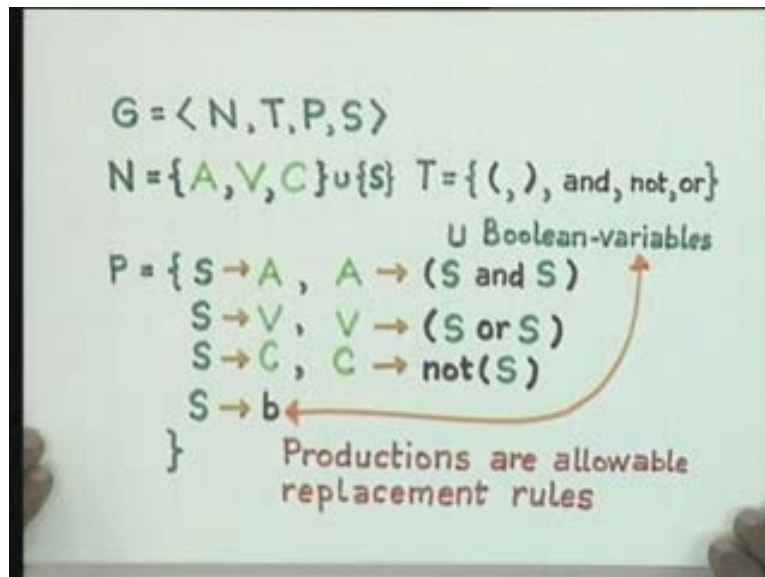 G = < N, T, P, S >
N = { A, V, C } ∪ {S} T = { (, ), and, not, or }
∪ Boolean-variables
P = { S → A , A → (S and S)
S → V , V → (S or S)
S → C , C → not(S)
S → b
}
Productions are allowable
replacement rules